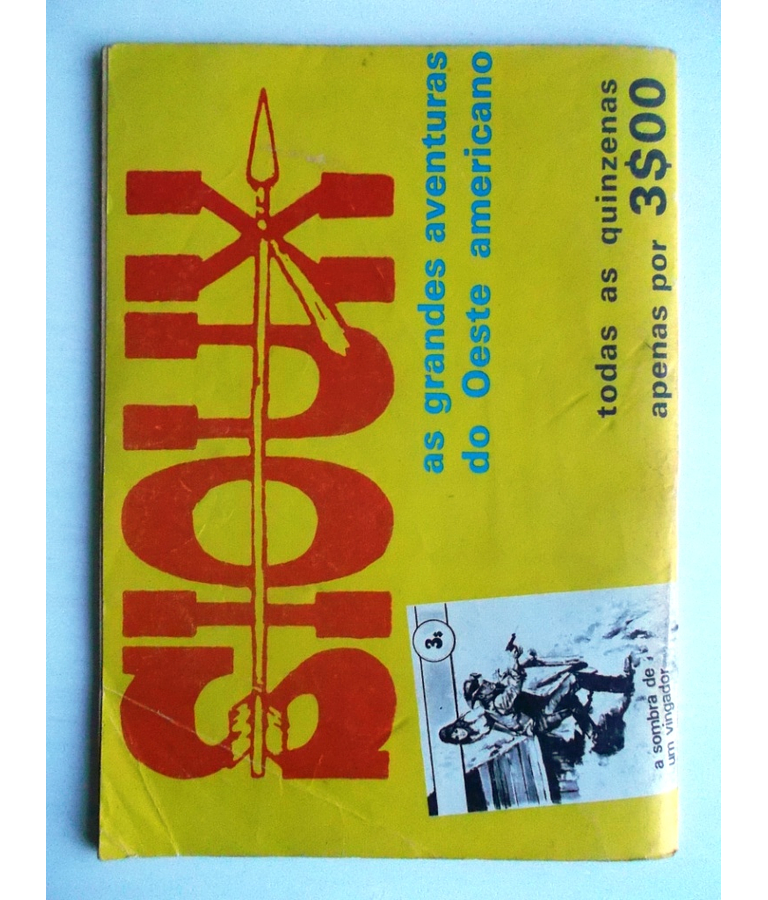 SIOUX
as grandes aventuras
do Oeste americano
todas as quinzenas
apenas por 3$00
3$
a sombra de
um vingador